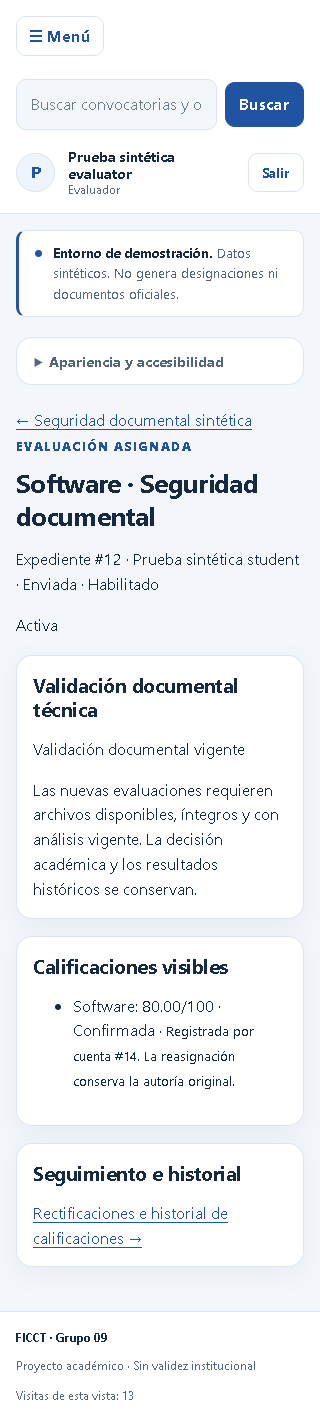 ☰ Menú
Buscar convocatorias y o
Buscar
P
Prueba sintética
evaluator
Evaluador
Salir
Entorno de demostración. Datos
sintéticos. No genera designaciones ni
documentos oficiales.
▶ Apariencia y accesibilidad
← Seguridad documental sintética
EVALUACIÓN ASIGNADA
Software · Seguridad
documental
Expediente #12 · Prueba sintética student
· Enviada · Habilitado
Activa
Validación documental
técnica
Validación documental vigente
Las nuevas evaluaciones requieren
archivos disponibles, íntegros y con
análisis vigente. La decisión
académica y los resultados
históricos se conservan.
Calificaciones visibles
• Software: 80.00/100 ·
Confirmada · Registrada por
cuenta #14. La reasignación
conserva la autoría original.
Seguimiento e historial
Rectificaciones e historial de
calificaciones →
FICCT · Grupo 09
Proyecto académico · Sin validez institucional
Visitas de esta vista: 13